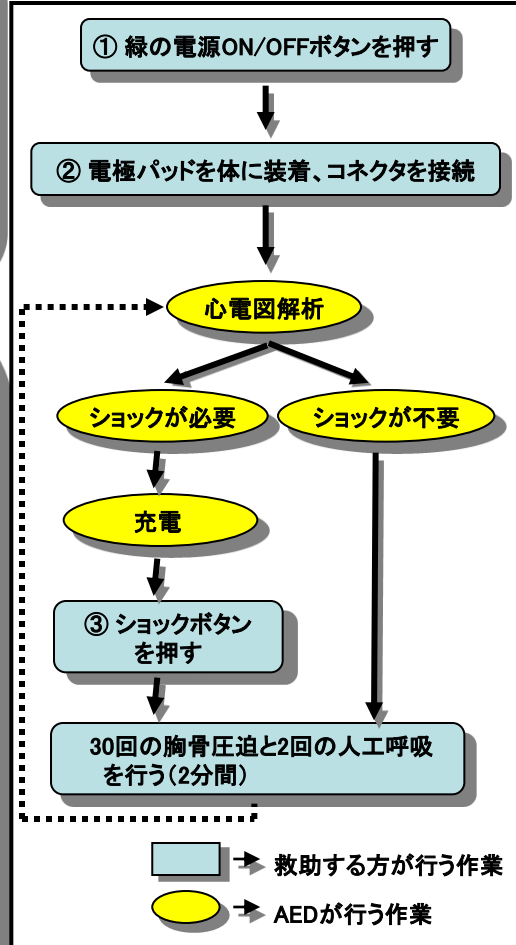 ① 緑の電源ON/OFFボタンを押す
② 電極パッドを体に装着、コネクタを接続
心電図解析
ショックが必要
ショックが不要
充電
③ ショックボタン
を押す
30回の胸骨圧迫と2回の人工呼吸
を行う(2分間)
救助する方が行う作業
AEDが行う作業